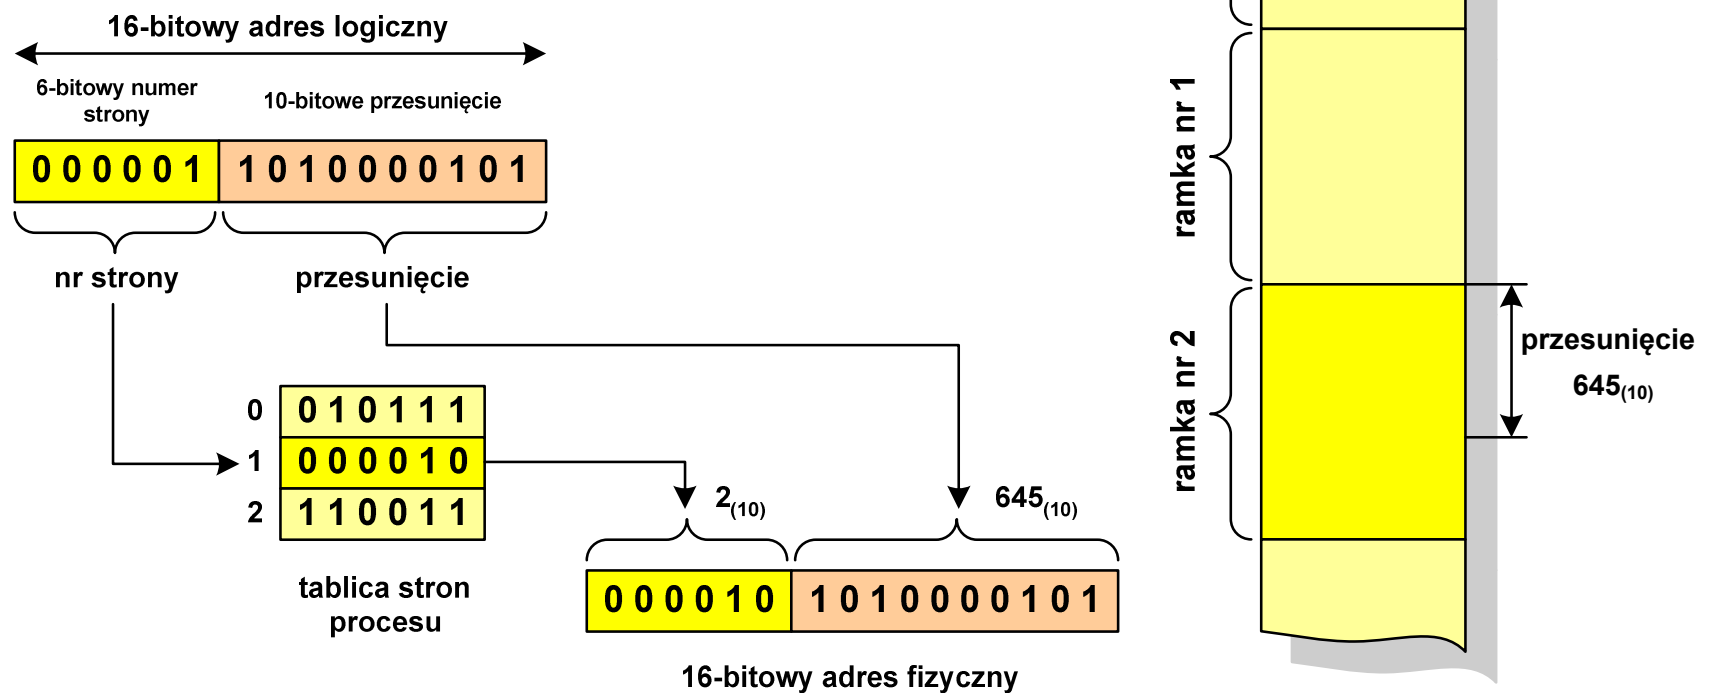 16-bitowy adres logiczny
6-bitowy numer
strony
10-bitowe przesunięcie
0 0 0 0 0 1 1 0 1 0 0 0 0 1 0 1
nr strony
przesunięcie
0 0 1 0 1 1 1
1 0 0 0 0 1 0
2 1 1 0 0 1 1
tablica stron
procesu
2(10)
645(10)
0 0 0 0 1 0 1 0 1 0 0 0 0 1 0 1
16-bitowy adres fizyczny
ramka nr 1
ramka nr 2
przesunięcie
645(10)